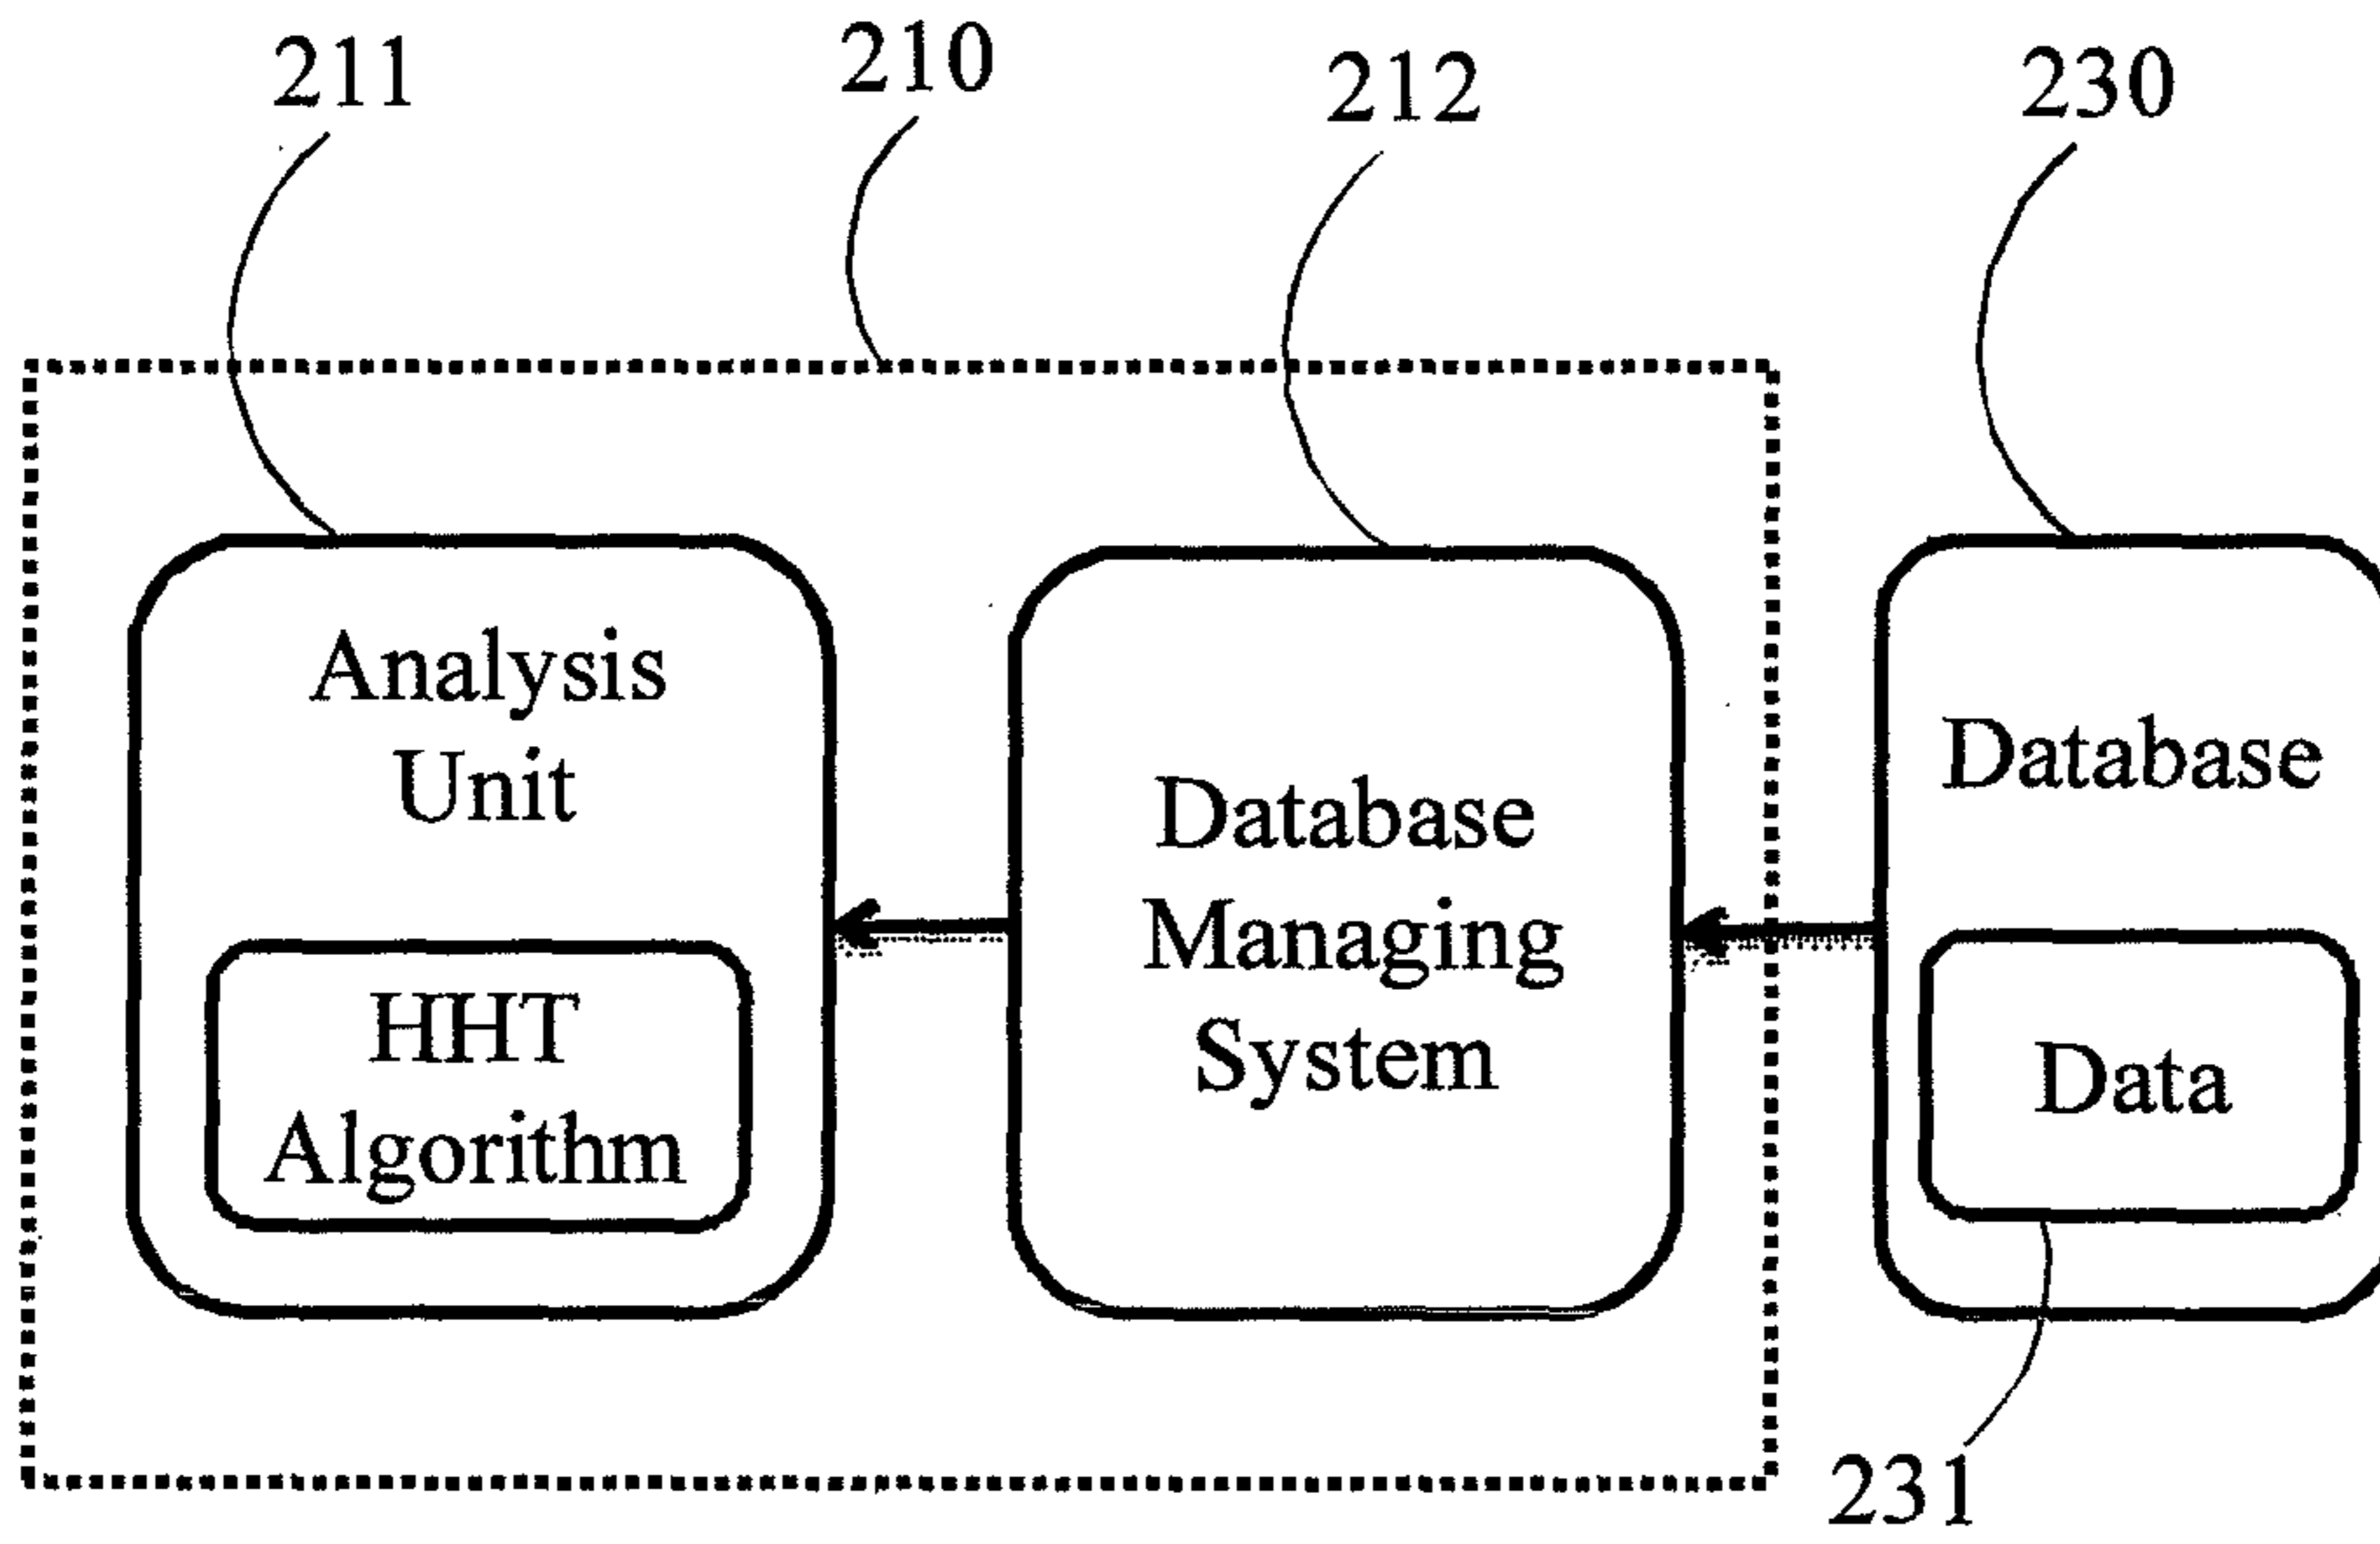 211
210
212
230
Analysis
Unit
HHT
Algorithm
Database
Managing
System
Database
Data
231